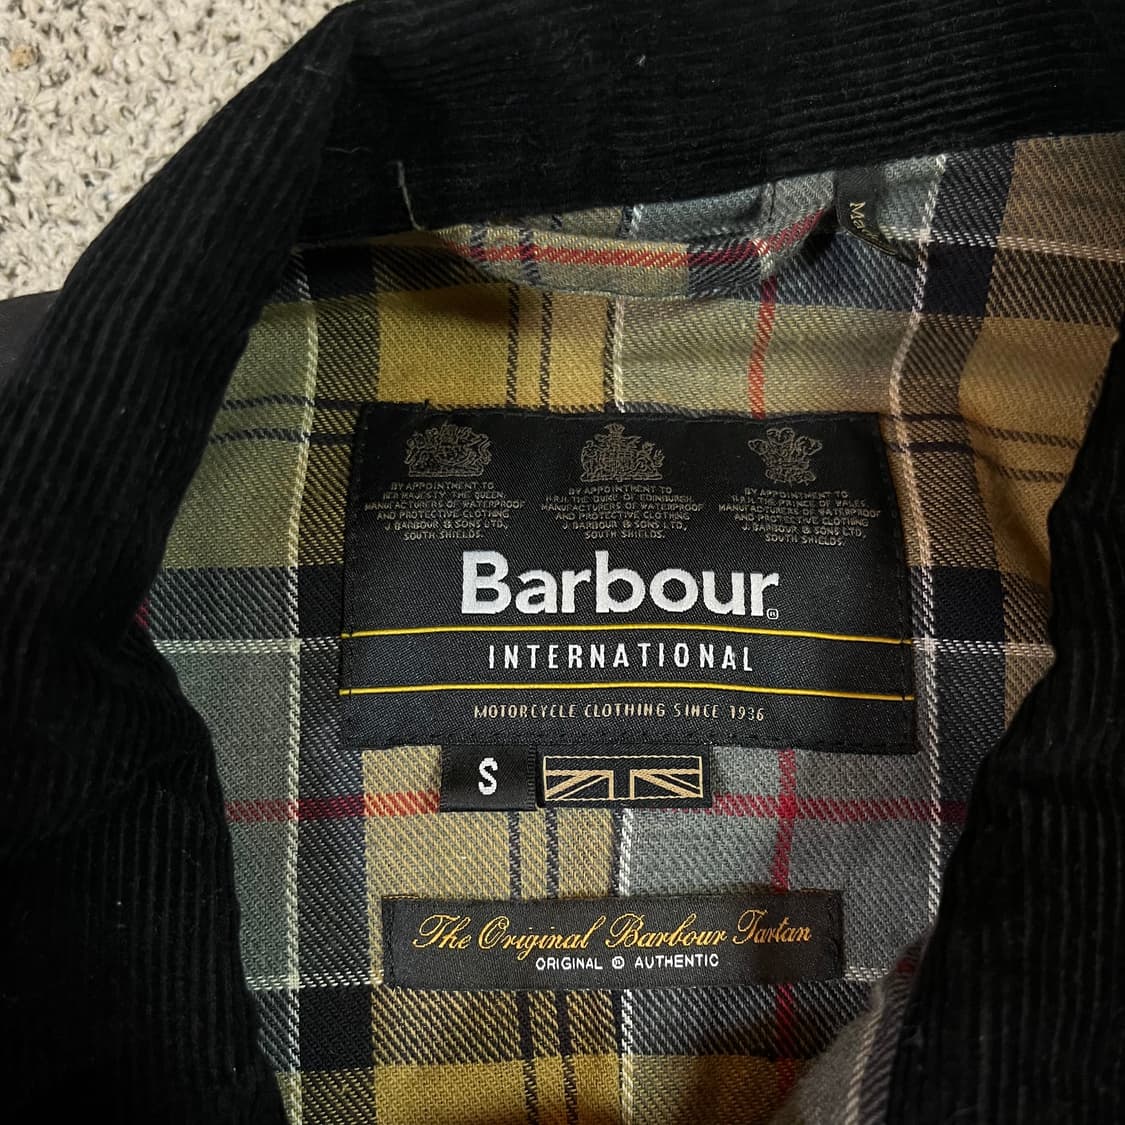 Ma
BY APPOINTMENT TO
HER MAJESTY THE QUEEN
MANUFACTURERS OF WATERPROOF
AND PROTECTIVE CLOTHING
J. BARBOUR & SONS LTD,
SOUTH SHIELDS.
BY APPOINTMENT TO
H.R.H. THE DUKE OF EDINBURGH
MANUFACTURERS OF WATERPROOF
AND PROTECTIVE CLOTHING
J. BARBOUR & SONS LTD,
SOUTH SHIELDS.
BY APPOINTMENT TO
H.R.H. THE PRINCE OF WALES
MANUFACTURERS OF WATERPROOF
AND PROTECTIVE CLOTHING
J. BARBOUR & SONS LTD,
SOUTH SHIELDS.
Barbour®
INTERNATIONAL
MOTORCYCLE CLOTHING SINCE 1936
S
The Original Barbour Tartan
ORIGINAL ® AUTHENTIC